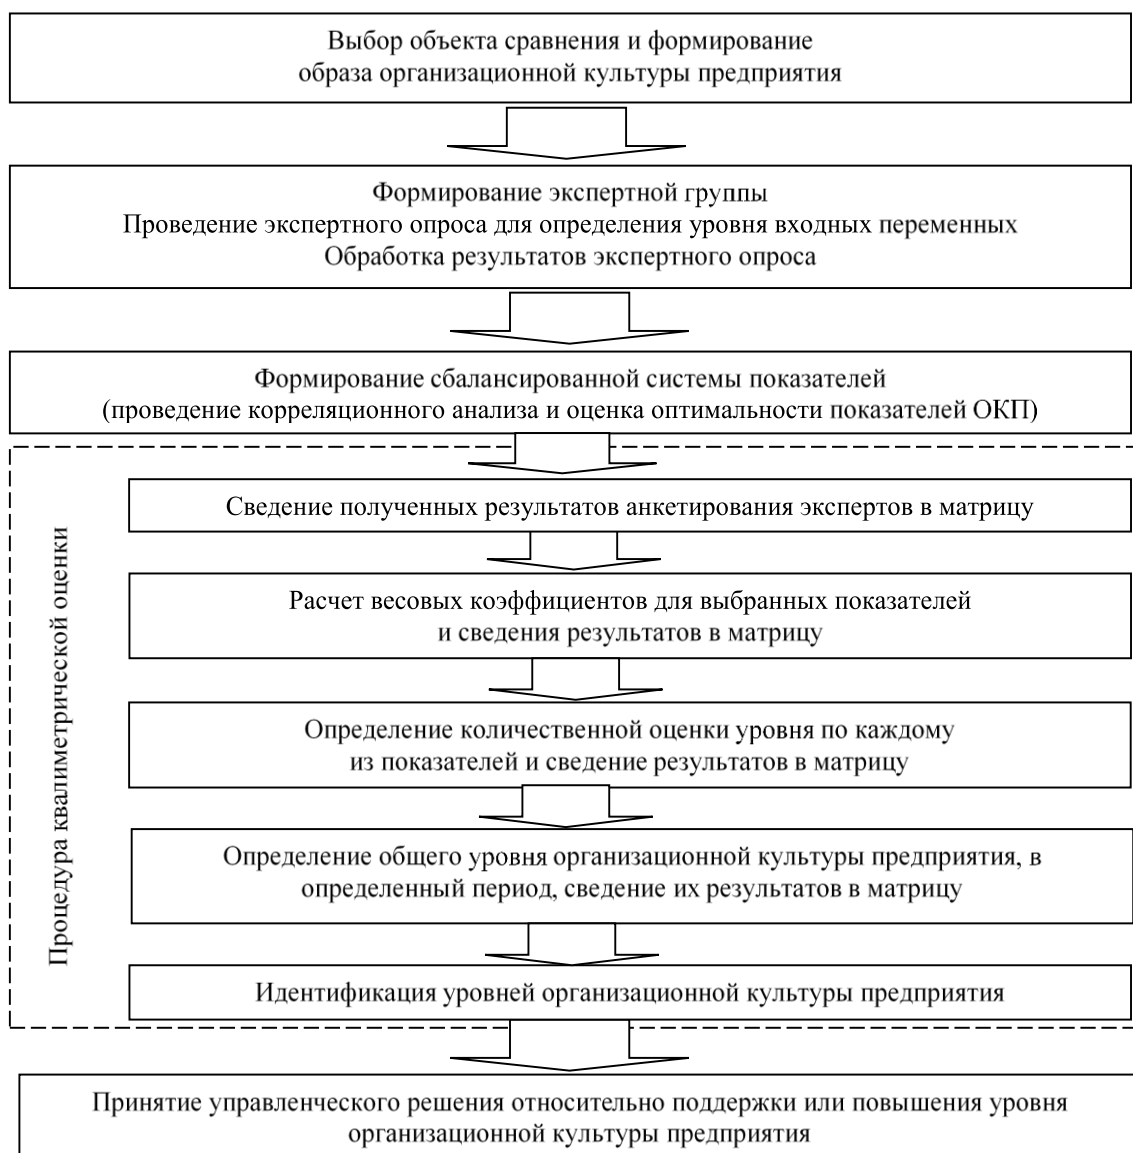 Выбор объекта сравнения и формирование
образа организационной культуры предприятия
Формирование экспертной группы
Проведение экспертного опроса для определения уровня входных переменных
Обработка результатов экспертного опроса
Формирование сбалансированной системы показателей
(проведение корреляционного анализа и оценка оптимальности показателей ОКП)
Процедура квалиметрической оценки
Сведение полученных результатов анкетирования экспертов в матрицу
Расчет весовых коэффициентов для выбранных показателей
и сведения результатов в матрицу
Определение количественной оценки уровня по каждому
из показателей и сведение результатов в матрицу
Определение общего уровня организационной культуры предприятия, в
определенный период, сведение их результатов в матрицу
Идентификация уровней организационной культуры предприятия
Принятие управленческого решения относительно поддержки или повышения уровня
организационной культуры предприятия